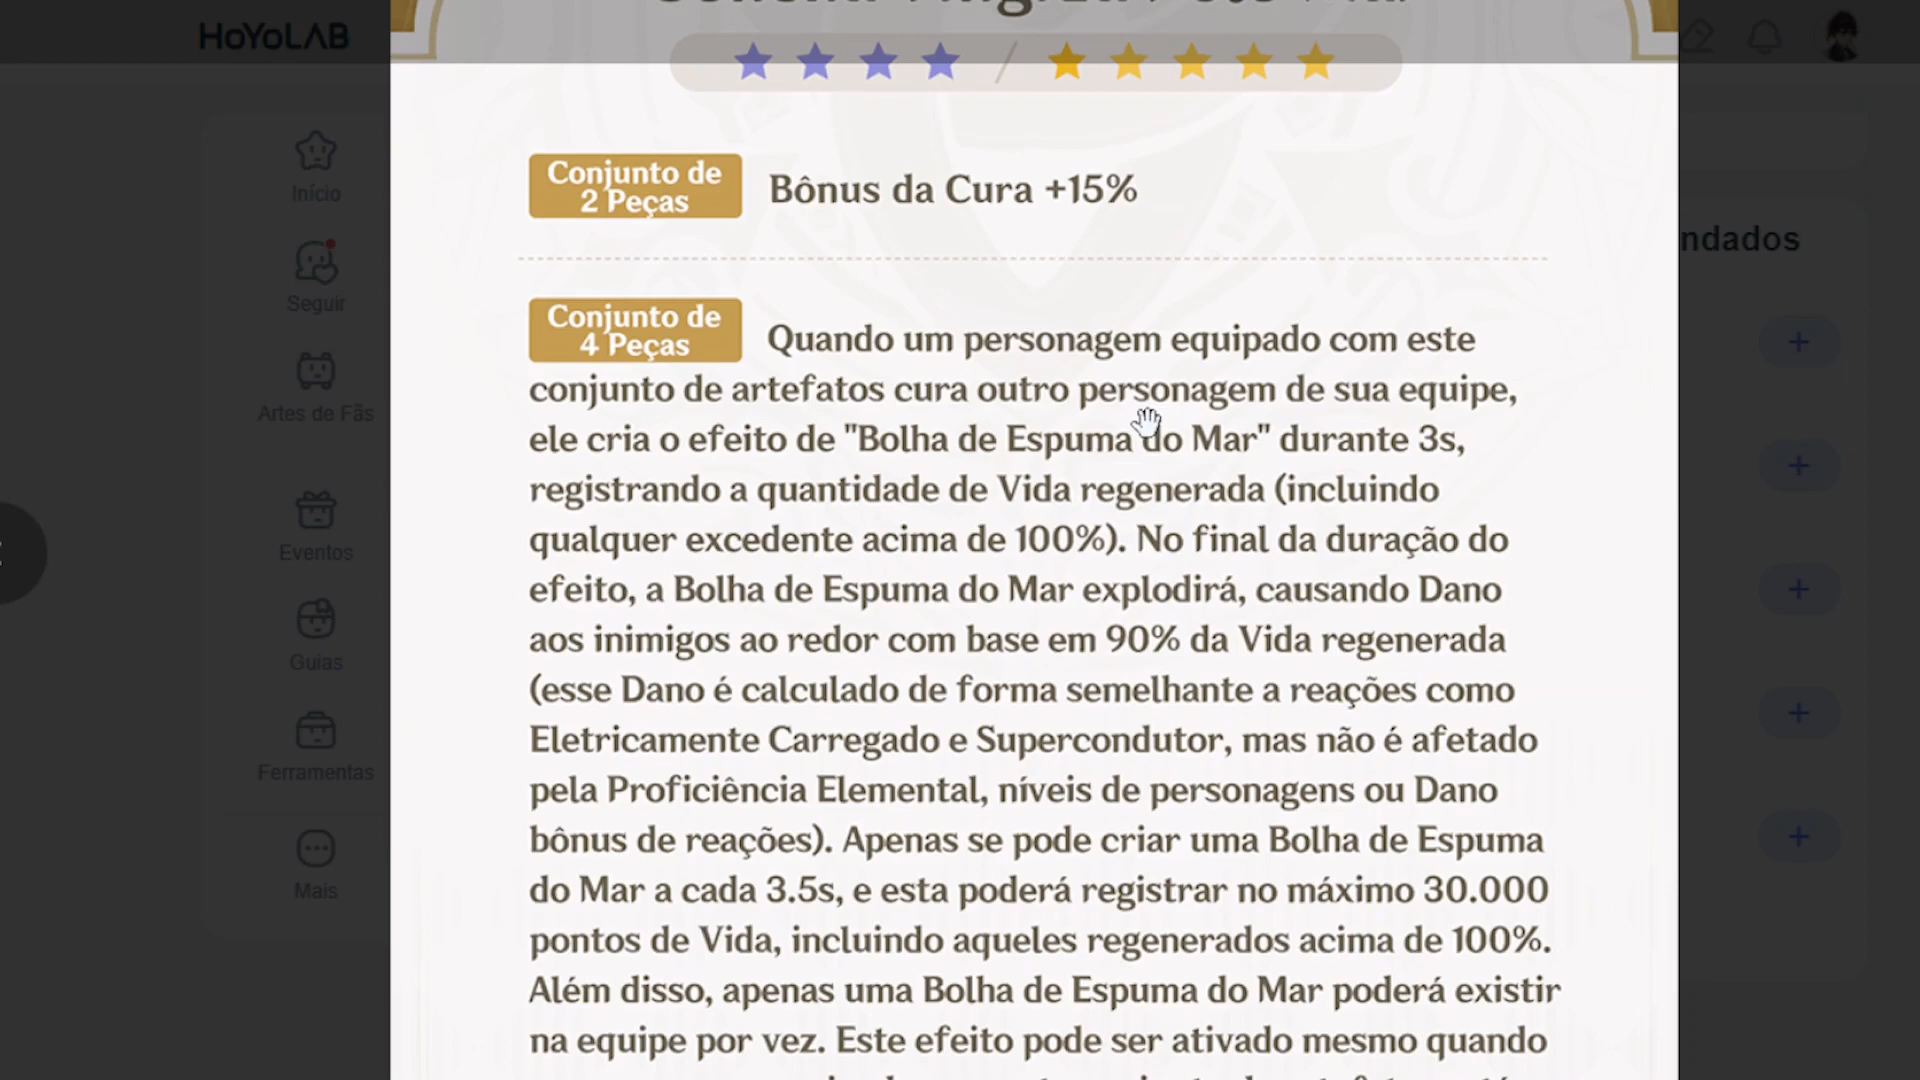 HoYoLAB
Início
Seguir
Artes de Fãs
Eventos
Guias
Ferramentas
Mais
Conjunto de
2 Peças
Bônus da Cura +15%
Conjunto de
4 Peças
Quando um personagem equipado com este
conjunto de artefatos cura outro personagem de sua equipe,
ele cria o efeito de "Bolha de Espuma do Mar" durante 3s,
registrando a quantidade de Vida regenerada (incluindo
qualquer excedente acima de 100%). No final da duração do
efeito, a Bolha de Espuma do Mar explodirá, causando Dano
aos inimigos ao redor com base em 90% da Vida regenerada
(esse Dano é calculado de forma semelhante a reações como
Eletricamente Carregado e Supercondutor, mas não é afetado
pela Proficiência Elemental, níveis de personagens ou Dano
bônus de reações). Apenas se pode criar uma Bolha de Espuma
do Mar a cada 3.5s, e esta poderá registrar no máximo 30.000
pontos de Vida, incluindo aqueles regenerados acima de 100%.
Além disso, apenas uma Bolha de Espuma do Mar poderá existir
na equipe por vez. Este efeito pode ser ativado mesmo quando
ndados